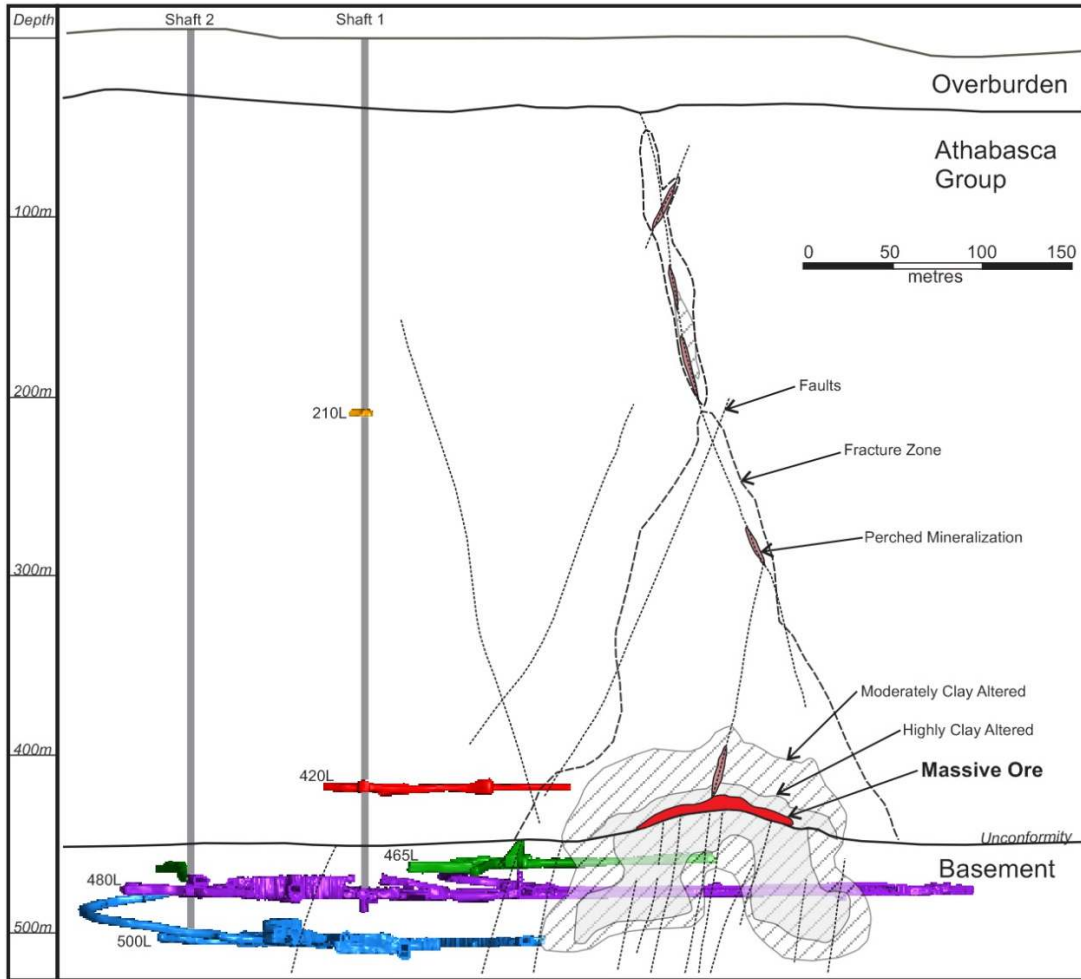 Depth
Shaft 2
Shaft 1
Overburden
Athabasca
Group
100m
0 50 100 150
metres
200m
210L
Faults
Fracture Zone
Perched Mineralization
300m
Moderately Clay Altered
400m
Highly Clay Altered
420L
Massive Ore
Unconformity
465L
Basement
480L
500m
500L